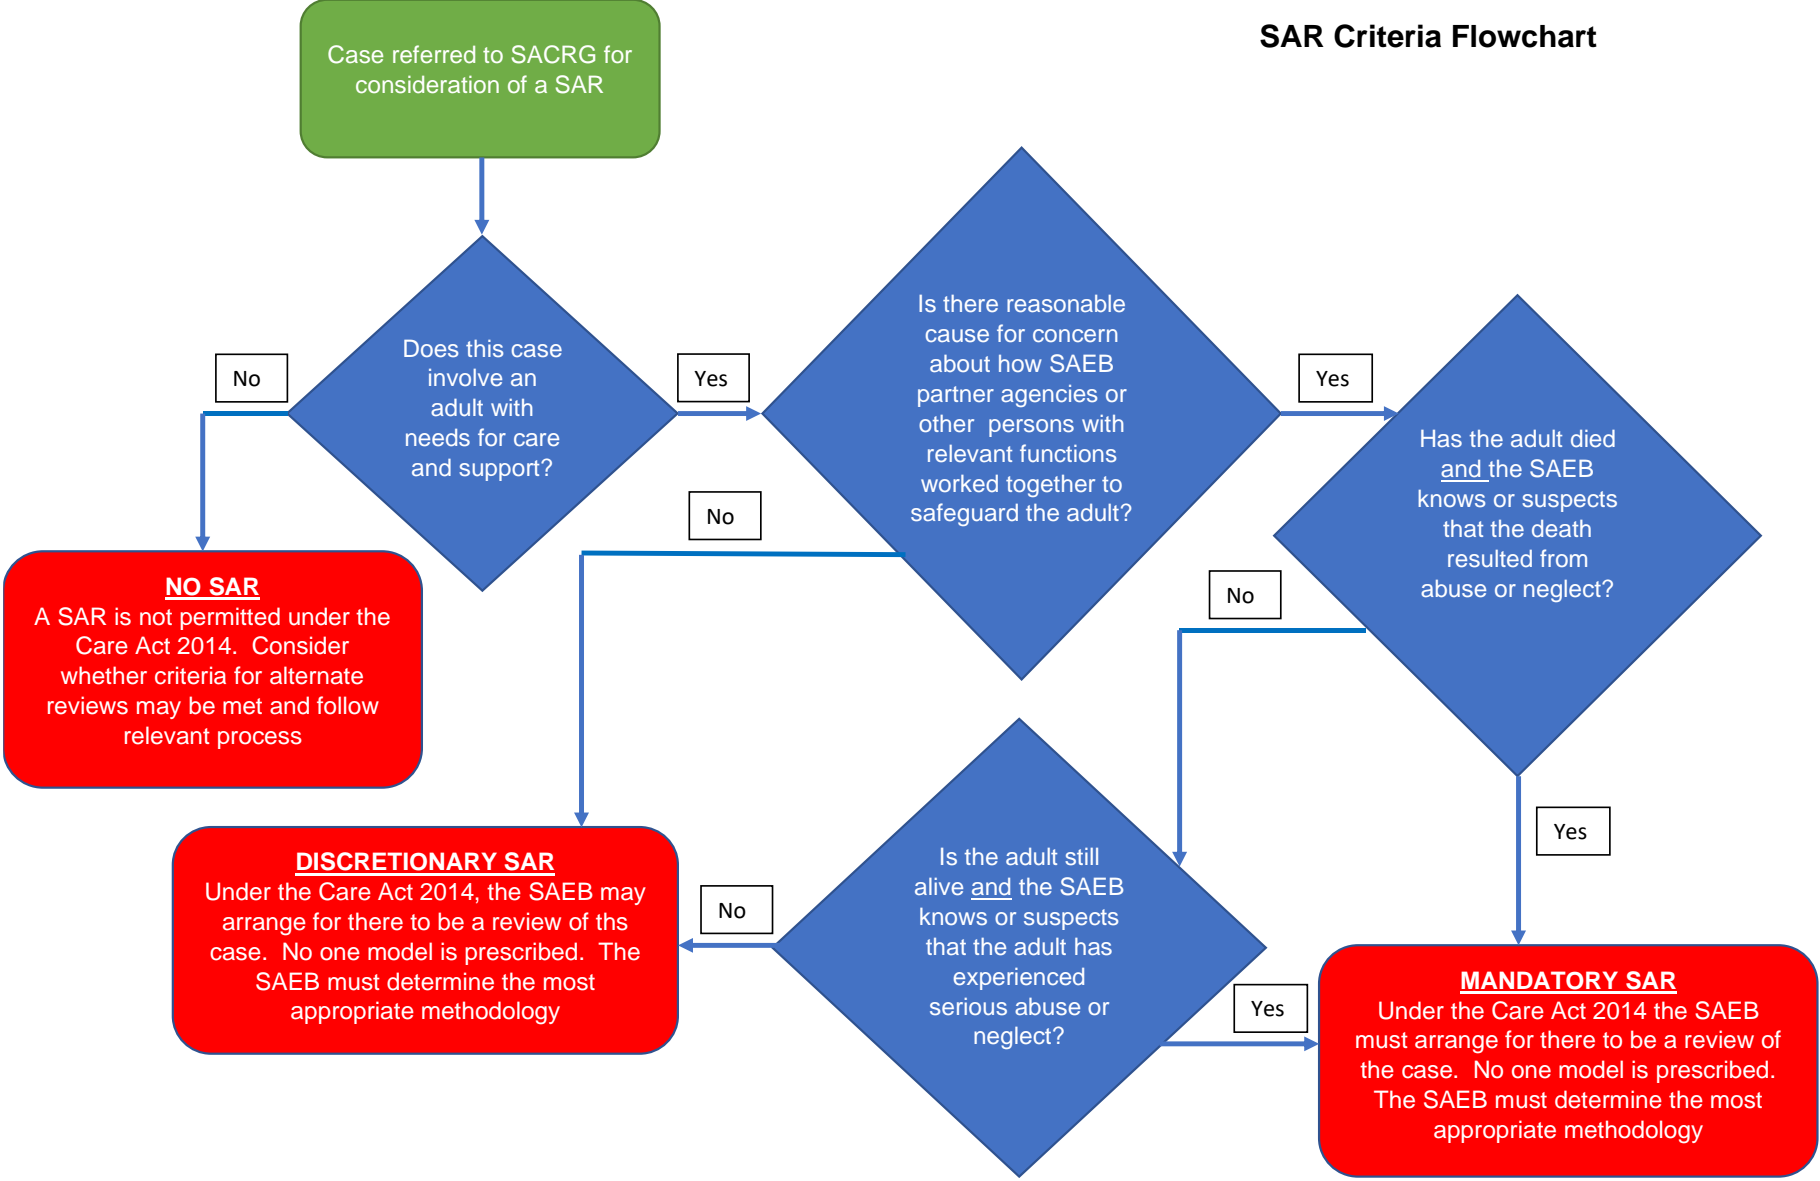 SAR Criteria Flowchart
Case referred to SACRG for
consideration of a SAR
Does this case
involve an
adult with
needs for care
and support?
No
Yes
Is there reasonable
cause for concern
about how SAEB
partner agencies or
other  persons with
relevant functions
worked together to
safeguard the adult?
No
Yes
Has the adult died
and the SAEB
knows or suspects
that the death
resulted from
abuse or neglect?
No
Yes
NO SAR
A SAR is not permitted under the
Care Act 2014.  Consider
whether criteria for alternate
reviews may be met and follow
relevant process
DISCRETIONARY SAR
Under the Care Act 2014, the SAEB may
arrange for there to be a review of ths
case.  No one model is prescribed.  The
SAEB must determine the most
appropriate methodology
Is the adult still
alive and the SAEB
knows or suspects
that the adult has
experienced
serious abuse or
neglect?
No
Yes
MANDATORY SAR
Under the Care Act 2014 the SAEB
must arrange for there to be a review of
the case.  No one model is prescribed.
The SAEB must determine the most
appropriate methodology